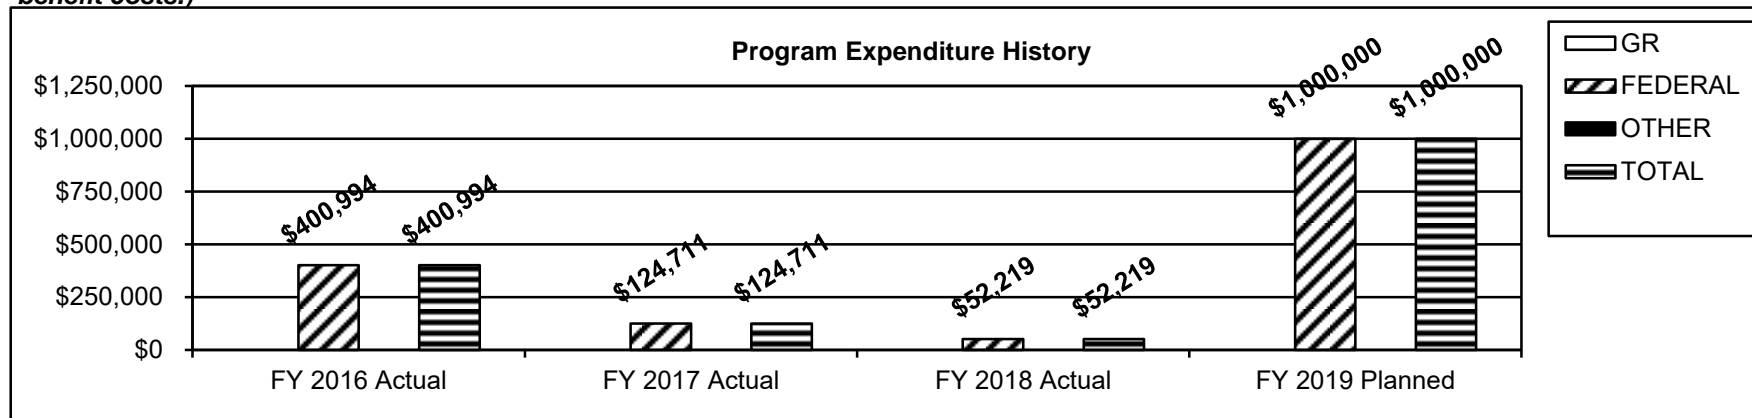 benefit costs.)
Program Expenditure History
$1,250,000
$1,000,000
$750,000
$500,000
$250,000
$0
$400,994
$400,994
$124,711
$124,711
$52,219
$52,219
$1,000,000
$1,000,000
FY 2016 Actual
FY 2017 Actual
FY 2018 Actual
FY 2019 Planned
GR
FEDERAL
OTHER
TOTAL